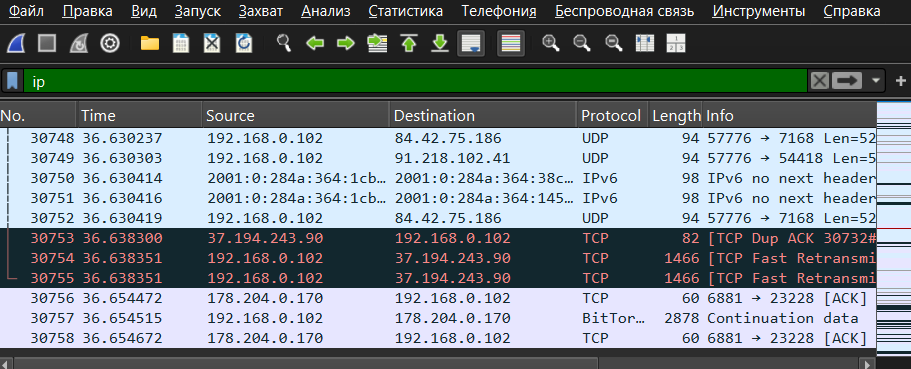 Файл Правка Вид Запуск Захват Анализ Статистика Телефония Беспроводная связь Инструменты Справка
ip
No. Time Source Destination Protocol Length Info
30748 36.630237 192.168.0.102 84.42.75.186 UDP 94 57776 → 7168 Len=52
30749 36.630303 192.168.0.102 91.218.102.41 UDP 94 57776 → 54418 Len=5
30750 36.630414 2001:0:284a:364:1cb… 2001:0:284a:364:38c… IPv6 98 IPv6 no next header
30751 36.630416 2001:0:284a:364:1cb… 2001:0:284a:364:145… IPv6 98 IPv6 no next header
30752 36.630419 192.168.0.102 84.42.75.186 UDP 94 57776 → 7168 Len=52
30753 36.638300 37.194.243.90 192.168.0.102 TCP 82 [TCP Dup ACK 30732#
30754 36.638351 192.168.0.102 37.194.243.90 TCP 1466 [TCP Fast Retransmi
30755 36.638351 192.168.0.102 37.194.243.90 TCP 1466 [TCP Fast Retransmi
30756 36.654472 178.204.0.170 192.168.0.102 TCP 60 6881 → 23228 [ACK]
30757 36.654515 192.168.0.102 178.204.0.170 BitTor… 2878 Continuation data
30758 36.654672 178.204.0.170 192.168.0.102 TCP 60 6881 → 23228 [ACK]